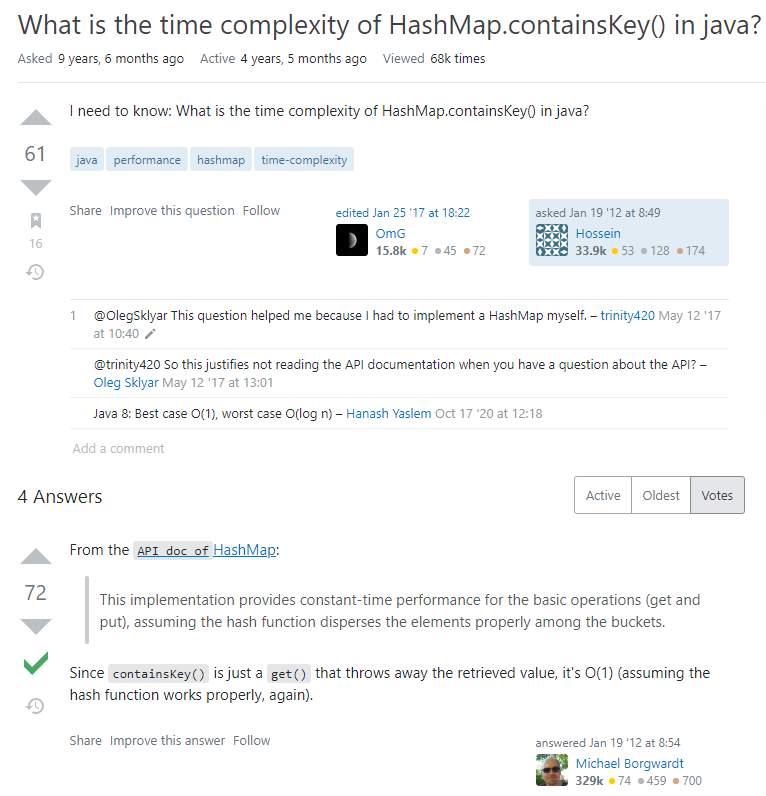 What is the time complexity of HashMap.containsKey() in java?
Asked 9 years, 6 months ago Active 4 years, 5 months ago Viewed 68k times
I need to know: What is the time complexity of HashMap.containsKey() in java?
61
java performance hashmap time-complexity
Share Improve this question Follow
16
edited Jan 25 '17 at 18:22
OmG
15.8k 7 45 72
asked Jan 19 '12 at 8:49
Hossein
33.9k 53 128 174
1 @OlegSklyar This question helped me because I had to implement a HashMap myself. – trinity420 May 12 '17
at 10:40
@trinity420 So this justifies not reading the API documentation when you have a question about the API? –
Oleg Sklyar May 12 '17 at 13:01
Java 8: Best case O(1), worst case O(log n) – Hanash Yaslem Oct 17 '20 at 12:18
Add a comment
4 Answers
Active Oldest Votes
From the API doc of HashMap:
72
This implementation provides constant-time performance for the basic operations (get and
put), assuming the hash function disperses the elements properly among the buckets.
Since containsKey() is just a get() that throws away the retrieved value, it's O(1) (assuming the
hash function works properly, again).
Share Improve this answer Follow
answered Jan 19 '12 at 8:54
Michael Borgwardt
329k 74 459 700